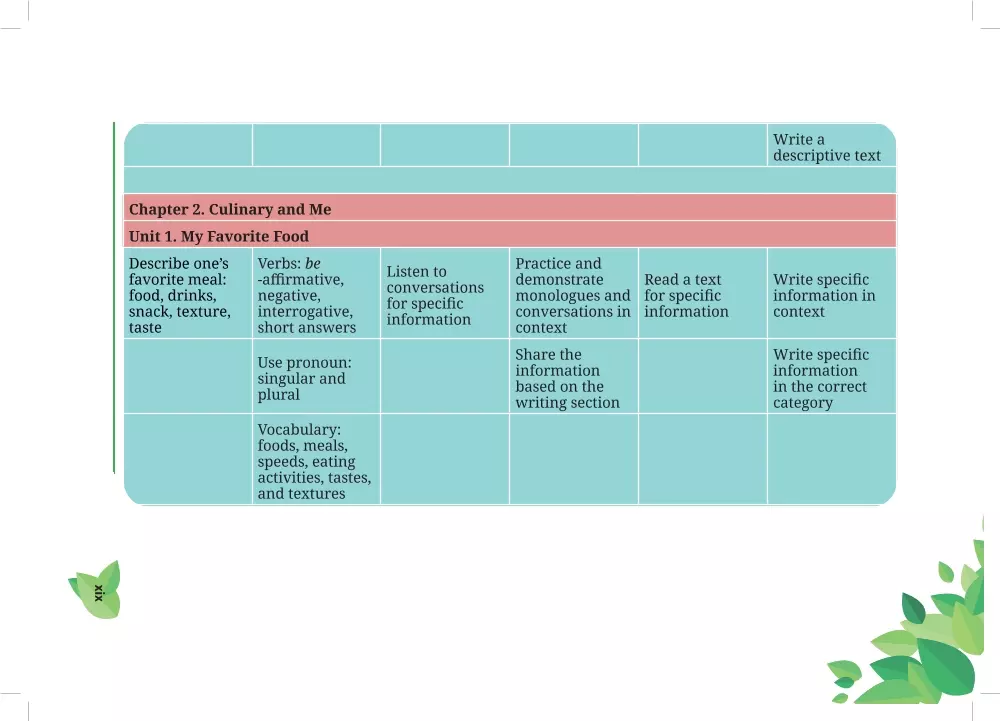 Write a
descriptive text
Chapter 2. Culinary and Me
Unit 1. My Favorite Food
Describe one’s
favorite meal:
food, drinks,
snack, texture,
taste
Verbs: be
-affirmative,
negative,
interrogative,
short answers
Listen to
conversations
for specific
information
Practice and
demonstrate
monologues and
conversations in
context
Read a text
for specific
information
Write specific
information in
context
Use pronoun:
singular and
plural
Share the
information
based on the
writing section
Write specific
information
in the correct
category
Vocabulary:
foods, meals,
speeds, eating
activities, tastes,
and textures
xix